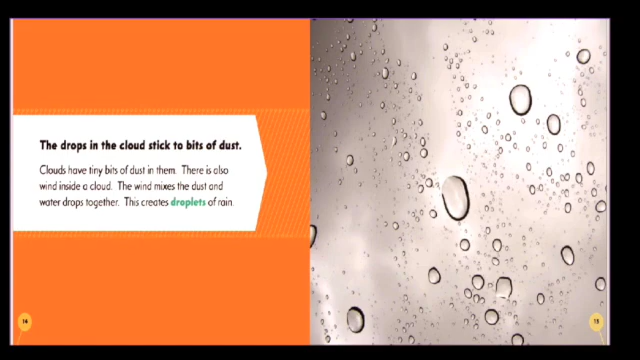 The drops in the cloud stick to bits of dust.
Clouds have tiny bits of dust in them. There is also
wind inside a cloud. The wind mixes the dust and
water drops together. This creates droplets of rain.
14
15